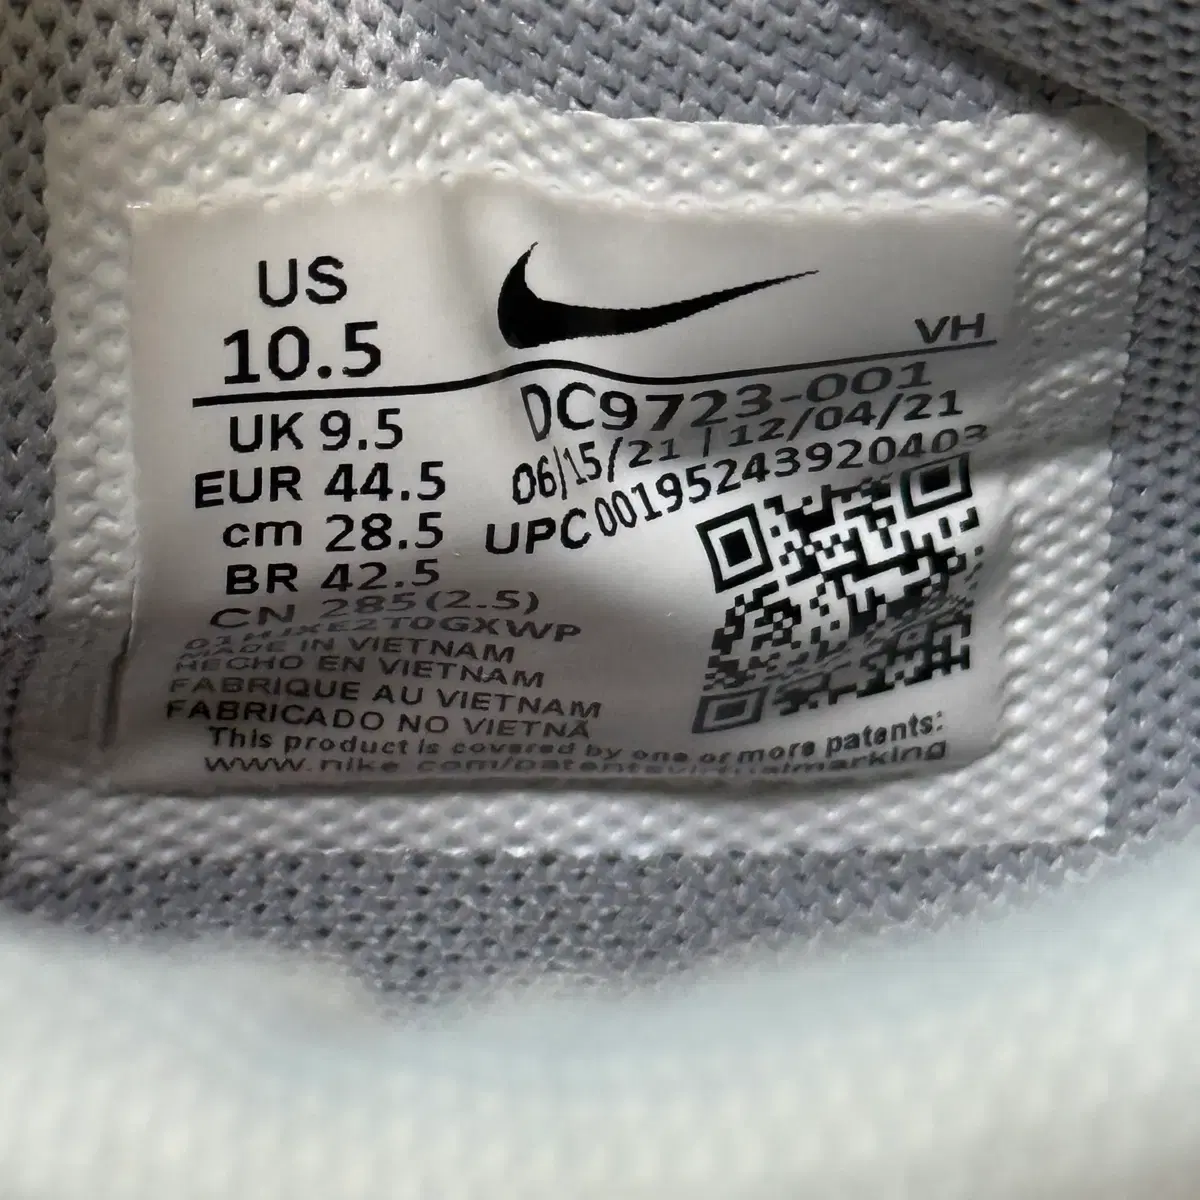 US
10.5
VH
UK 9.5
EUR 44.5
cm 28.5
BR 42.5
CN 285(2.5)
01HJXE2T0GXWP
MADE IN VIETNAM
HECHO EN VIETNAM
FABRIQUE AU VIETNAM
FABRICADO NO VIETNÃ
DC9723-001
06/15/21 | 12/04/21
UPC 00195243920403
This product is covered by one or more patents:
www.nike.com/patentsvirtualmarking